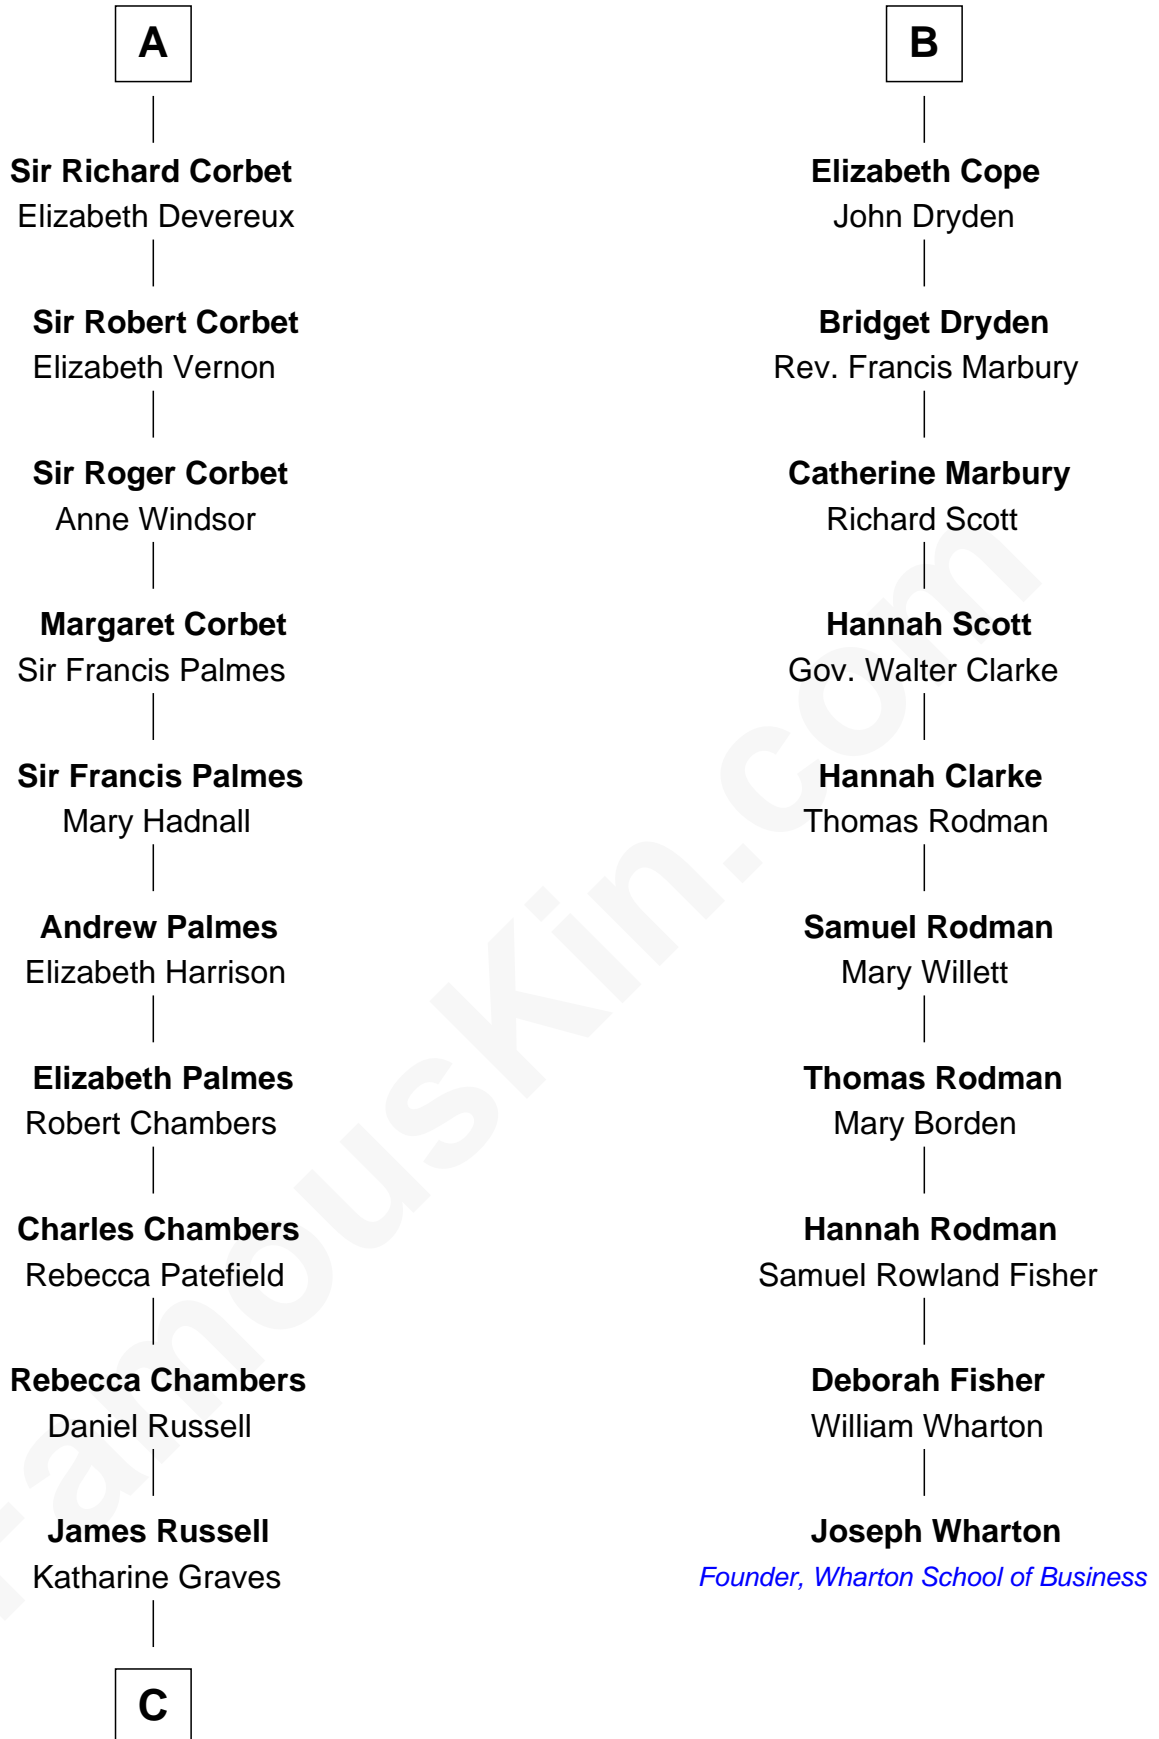 A
Sir Richard Corbet
Elizabeth Devereux
Sir Robert Corbet
Elizabeth Vernon
Sir Roger Corbet
Anne Windsor
Margaret Corbet
Sir Francis Palmes
Sir Francis Palmes
Mary Hadnall
Andrew Palmes
Elizabeth Harrison
Elizabeth Palmes
Robert Chambers
Charles Chambers
Rebecca Patefield
Rebecca Chambers
Daniel Russell
James Russell
Katharine Graves
C
B
Elizabeth Cope
John Dryden
Bridget Dryden
Rev. Francis Marbury
Catherine Marbury
Richard Scott
Hannah Scott
Gov. Walter Clarke
Hannah Clarke
Thomas Rodman
Samuel Rodman
Mary Willett
Thomas Rodman
Mary Borden
Hannah Rodman
Samuel Rowland Fisher
Deborah Fisher
William Wharton
Joseph Wharton
Founder, Wharton School of Business
FamousKin.com